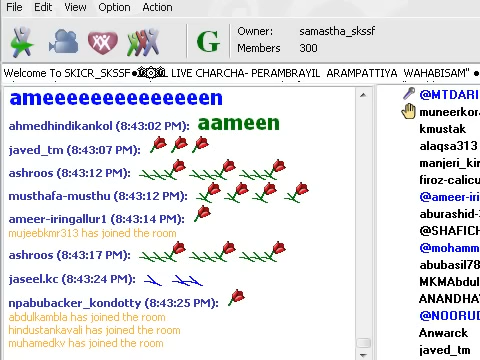 File Edit View Option Action
G Owner: samastha_skssf
Members 300
Welcome To SKICR_SKSSF LIVE CHARCHA- PERAMBRAYIL ARAMPATTIYA WAHABISAM"
ameeeeeeeeeeeeeen
ahmedhindikankol (8:43:02 PM): aameen
javed_tm (8:43:07 PM):
ashroos (8:43:12 PM):
musthafa-musthu (8:43:12 PM):
ameer-iringallur1 (8:43:14 PM):
mujeebkmr313 has joined the room
ashroos (8:43:17 PM):
jaseel.kc (8:43:24 PM):
npabubacker_kondotty (8:43:25 PM):
abdulkambla has joined the room
hindustankavali has joined the room
muhamedkv has joined the room
@MTDARI
muneerkora
kmustak
alaqsa313
manjeri_ki
firoz-calicu
@ameer-iri
aburashid-
@SHAFICH
@mohamm
abubasil78
MKMAbdul
ANANDHA
@NOORUD
Anwarck
javed_tm